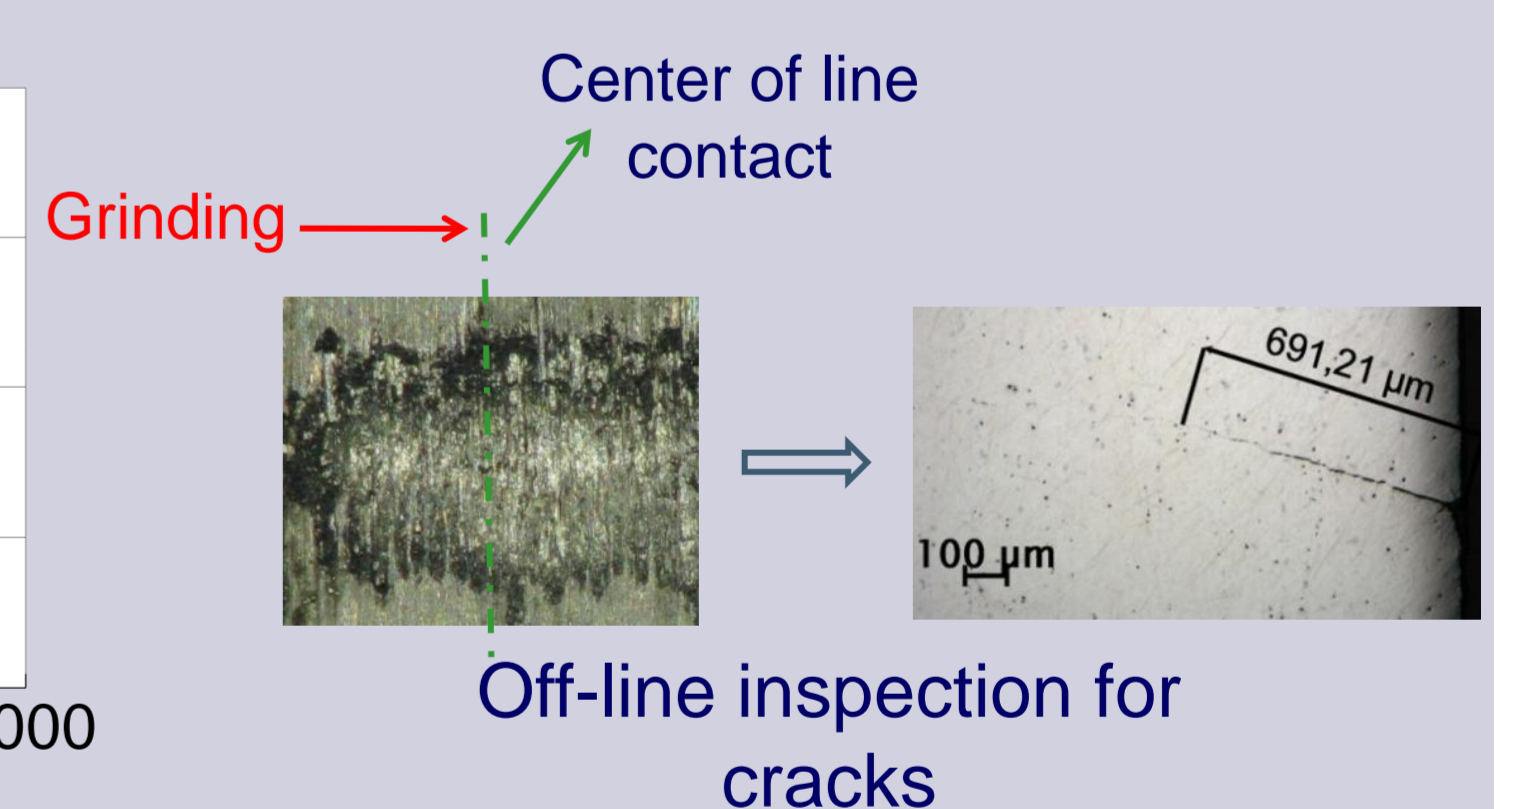 Center of line
contact
Grinding
691,21 µm
100 µm
000
Off-line inspection for
cracks